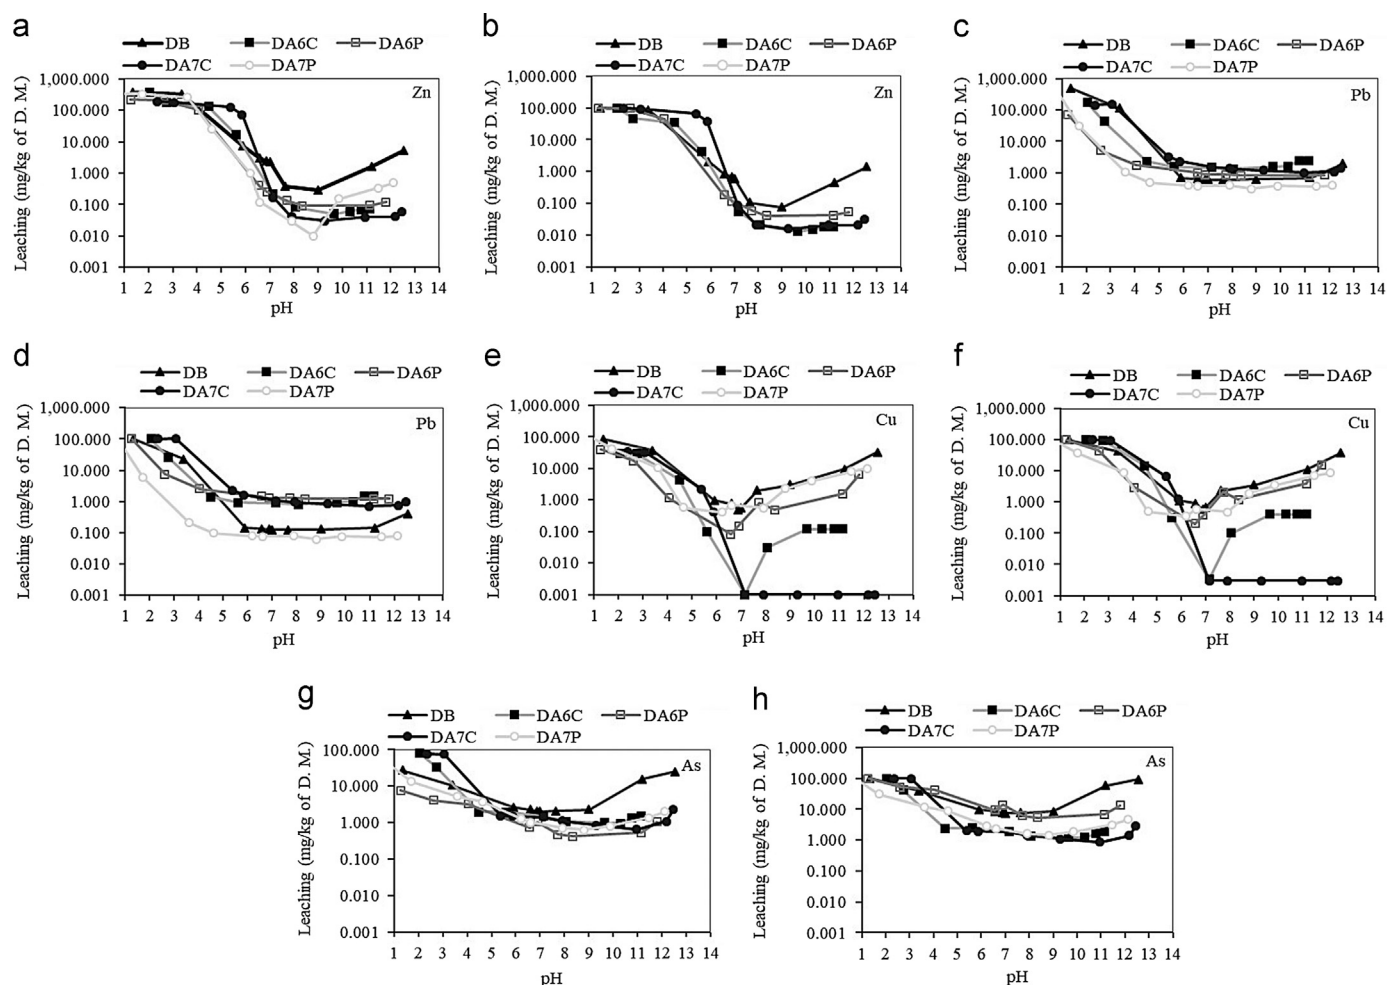 a
DB DA6C DA6P
DA7C DA7P
Leaching (mg/kg of D. M.)
1,000.000
100.000
10.000
1.000
0.100
0.010
0.001
Zn
1 2 3 4 5 6 7 8 9 10 11 12 13 14
pH
b
DB DA6C DA6P
DA7C DA7P
Leaching (mg/kg of D. M.)
1,000.000
100.000
10.000
1.000
0.100
0.010
0.001
Zn
1 2 3 4 5 6 7 8 9 10 11 12 13 14
pH
c
DB DA6C DA6P
DA7C DA7P
Leaching (mg/kg of D. M.)
1,000.000
100.000
10.000
1.000
0.100
0.010
0.001
Pb
1 2 3 4 5 6 7 8 9 10 11 12 13 14
pH
d
DB DA6C DA6P
DA7C DA7P
Leaching (mg/kg of D. M.)
1,000.000
100.000
10.000
1.000
0.100
0.010
0.001
Pb
1 2 3 4 5 6 7 8 9 10 11 12 13 14
pH
e
DB DA6C DA6P
DA7C DA7P
Leaching (mg/kg of D. M.)
1,000.000
100.000
10.000
1.000
0.100
0.010
0.001
Cu
1 2 3 4 5 6 7 8 9 10 11 12 13 14
pH
f
DB DA6C DA6P
DA7C DA7P
Leaching (mg/kg of D. M.)
1,000.000
100.000
10.000
1.000
0.100
0.010
0.001
Cu
1 2 3 4 5 6 7 8 9 10 11 12 13 14
pH
g
DB DA6C DA6P
DA7C DA7P
Leaching (mg/kg of D. M.)
100.000
10.000
1.000
0.100
0.010
0.001
As
1 2 3 4 5 6 7 8 9 10 11 12 13 14
pH
h
DB DA6C DA6P
DA7C DA7P
Leaching (mg/kg of D. M.)
1,000.000
100.000
10.000
1.000
0.100
0.010
0.001
As
1 2 3 4 5 6 7 8 9 10 11 12 13 14
pH